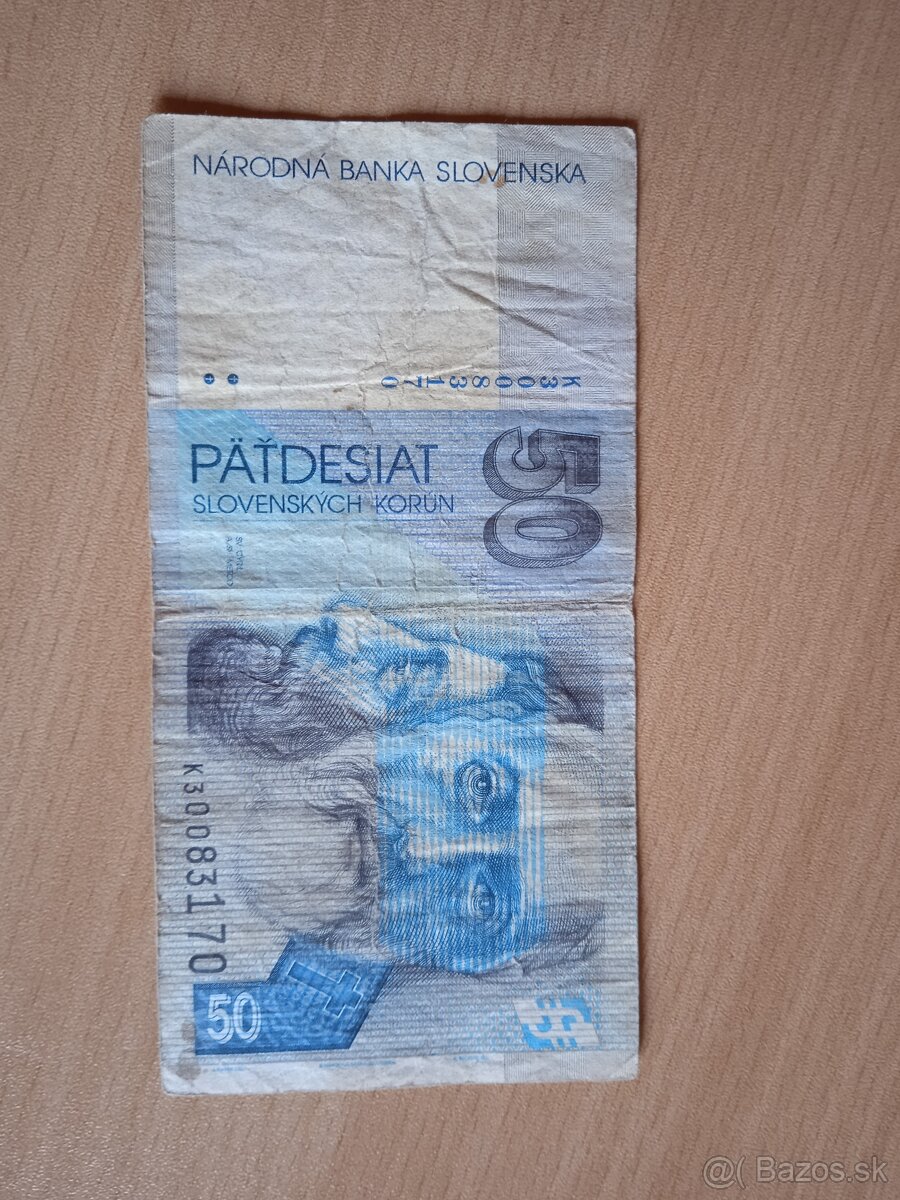 NÁRODNÁ BANKA SLOVENSKA
K30083170
PÄŤDESIAT
SLOVENSKÝCH KORÚN
50
K30083170
50
@( Bazos.sk